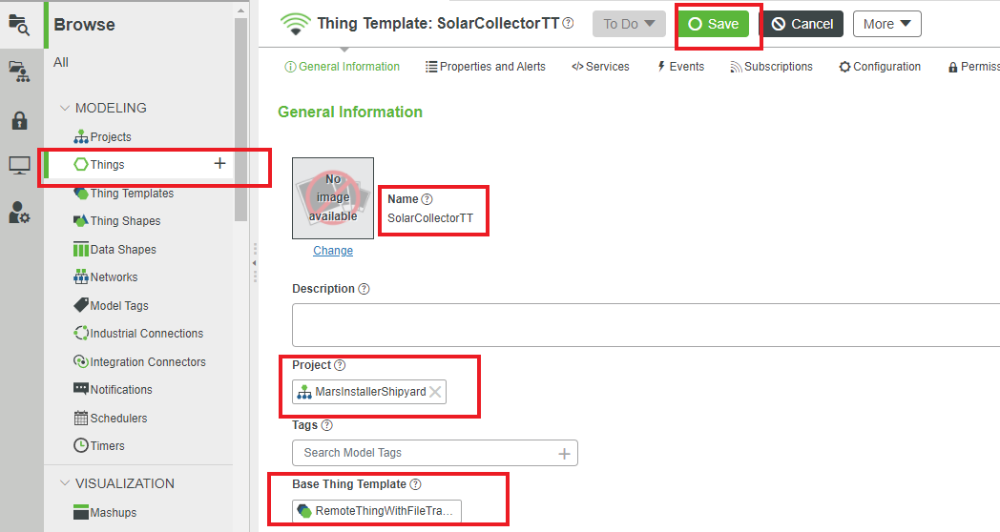 Browse
All
MODELING
Projects
Things +
Thing Templates
Thing Shapes
Data Shapes
Networks
Model Tags
Industrial Connections
Integration Connectors
Notifications
Schedulers
Timers
VISUALIZATION
Mashups
Thing Template: SolarCollectorTT ? To Do Save Cancel More
General Information Properties and Alerts Services Events Subscriptions Configuration Permiss
General Information
No
image
available
Change
Name ?
SolarCollectorTT
Description ?
Project ?
MarsInstallerShipyard
Tags ?
Search Model Tags +
Base Thing Template ?
RemoteThingWithFileTra...